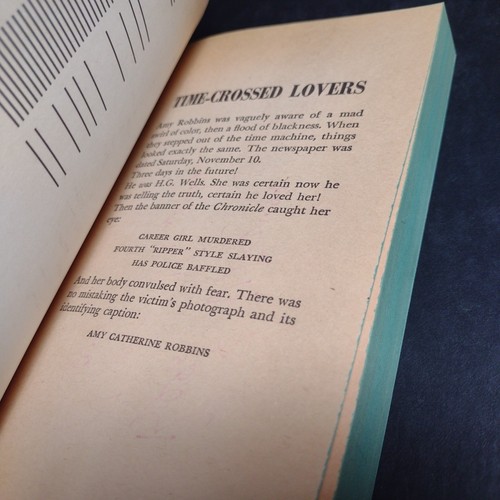 TIME-CROSSED LOVERS
Amy Robbins was vaguely aware of a mad
swirl of color, then a flood of blackness. When
they stepped out of the time machine, things
looked exactly the same. The newspaper was
dated Saturday, November 10.
Three days in the future!
He was H.G. Wells. She was certain now he
was telling the truth, certain he loved her!
Then the banner of the Chronicle caught her
eye:
CAREER GIRL MURDERED
FOURTH "RIPPER" STYLE SLAYING
HAS POLICE BAFFLED
And her body convulsed with fear. There was
no mistaking the victim's photograph and its
identifying caption:
AMY CATHERINE ROBBINS